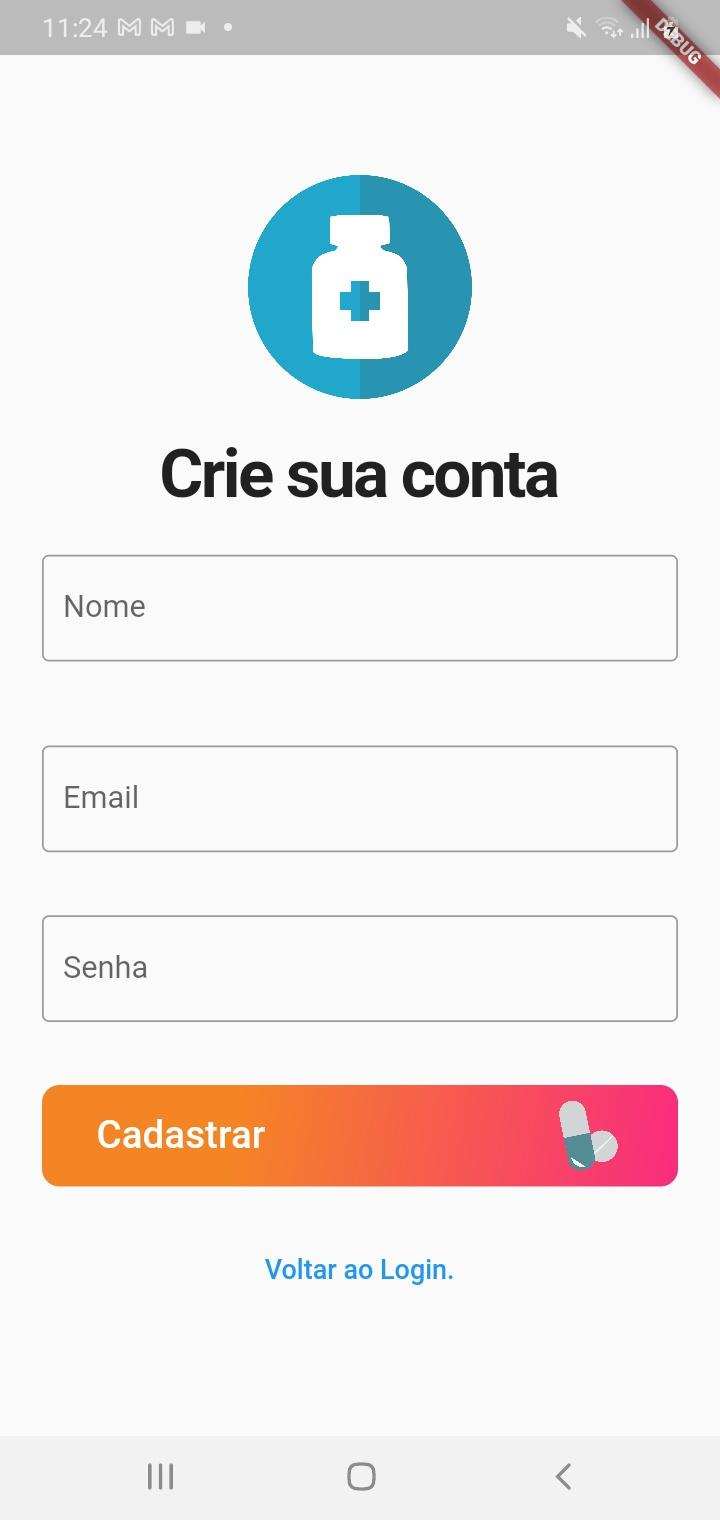 11:24
DEBUG
Crie sua conta
Nome
Email
Senha
Cadastrar
Voltar ao Login.